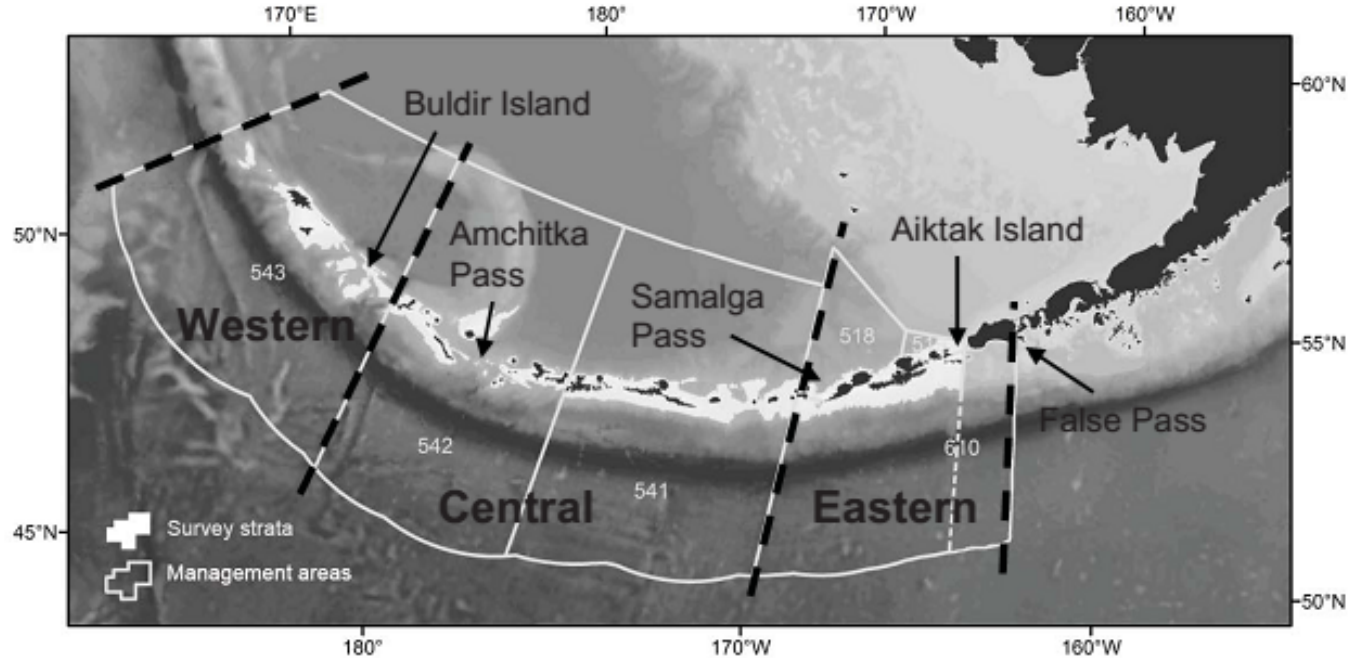 170°E 180° 170°W 160°W
60°N
Buldir Island
50°N
Amchitka
Pass
Aiktak Island
543
Samalga
Pass
518
Western
55°N
False Pass
542
610
541
Central
Eastern
45°N
Survey strata
Management areas
50°N
180° 170°W 160°W